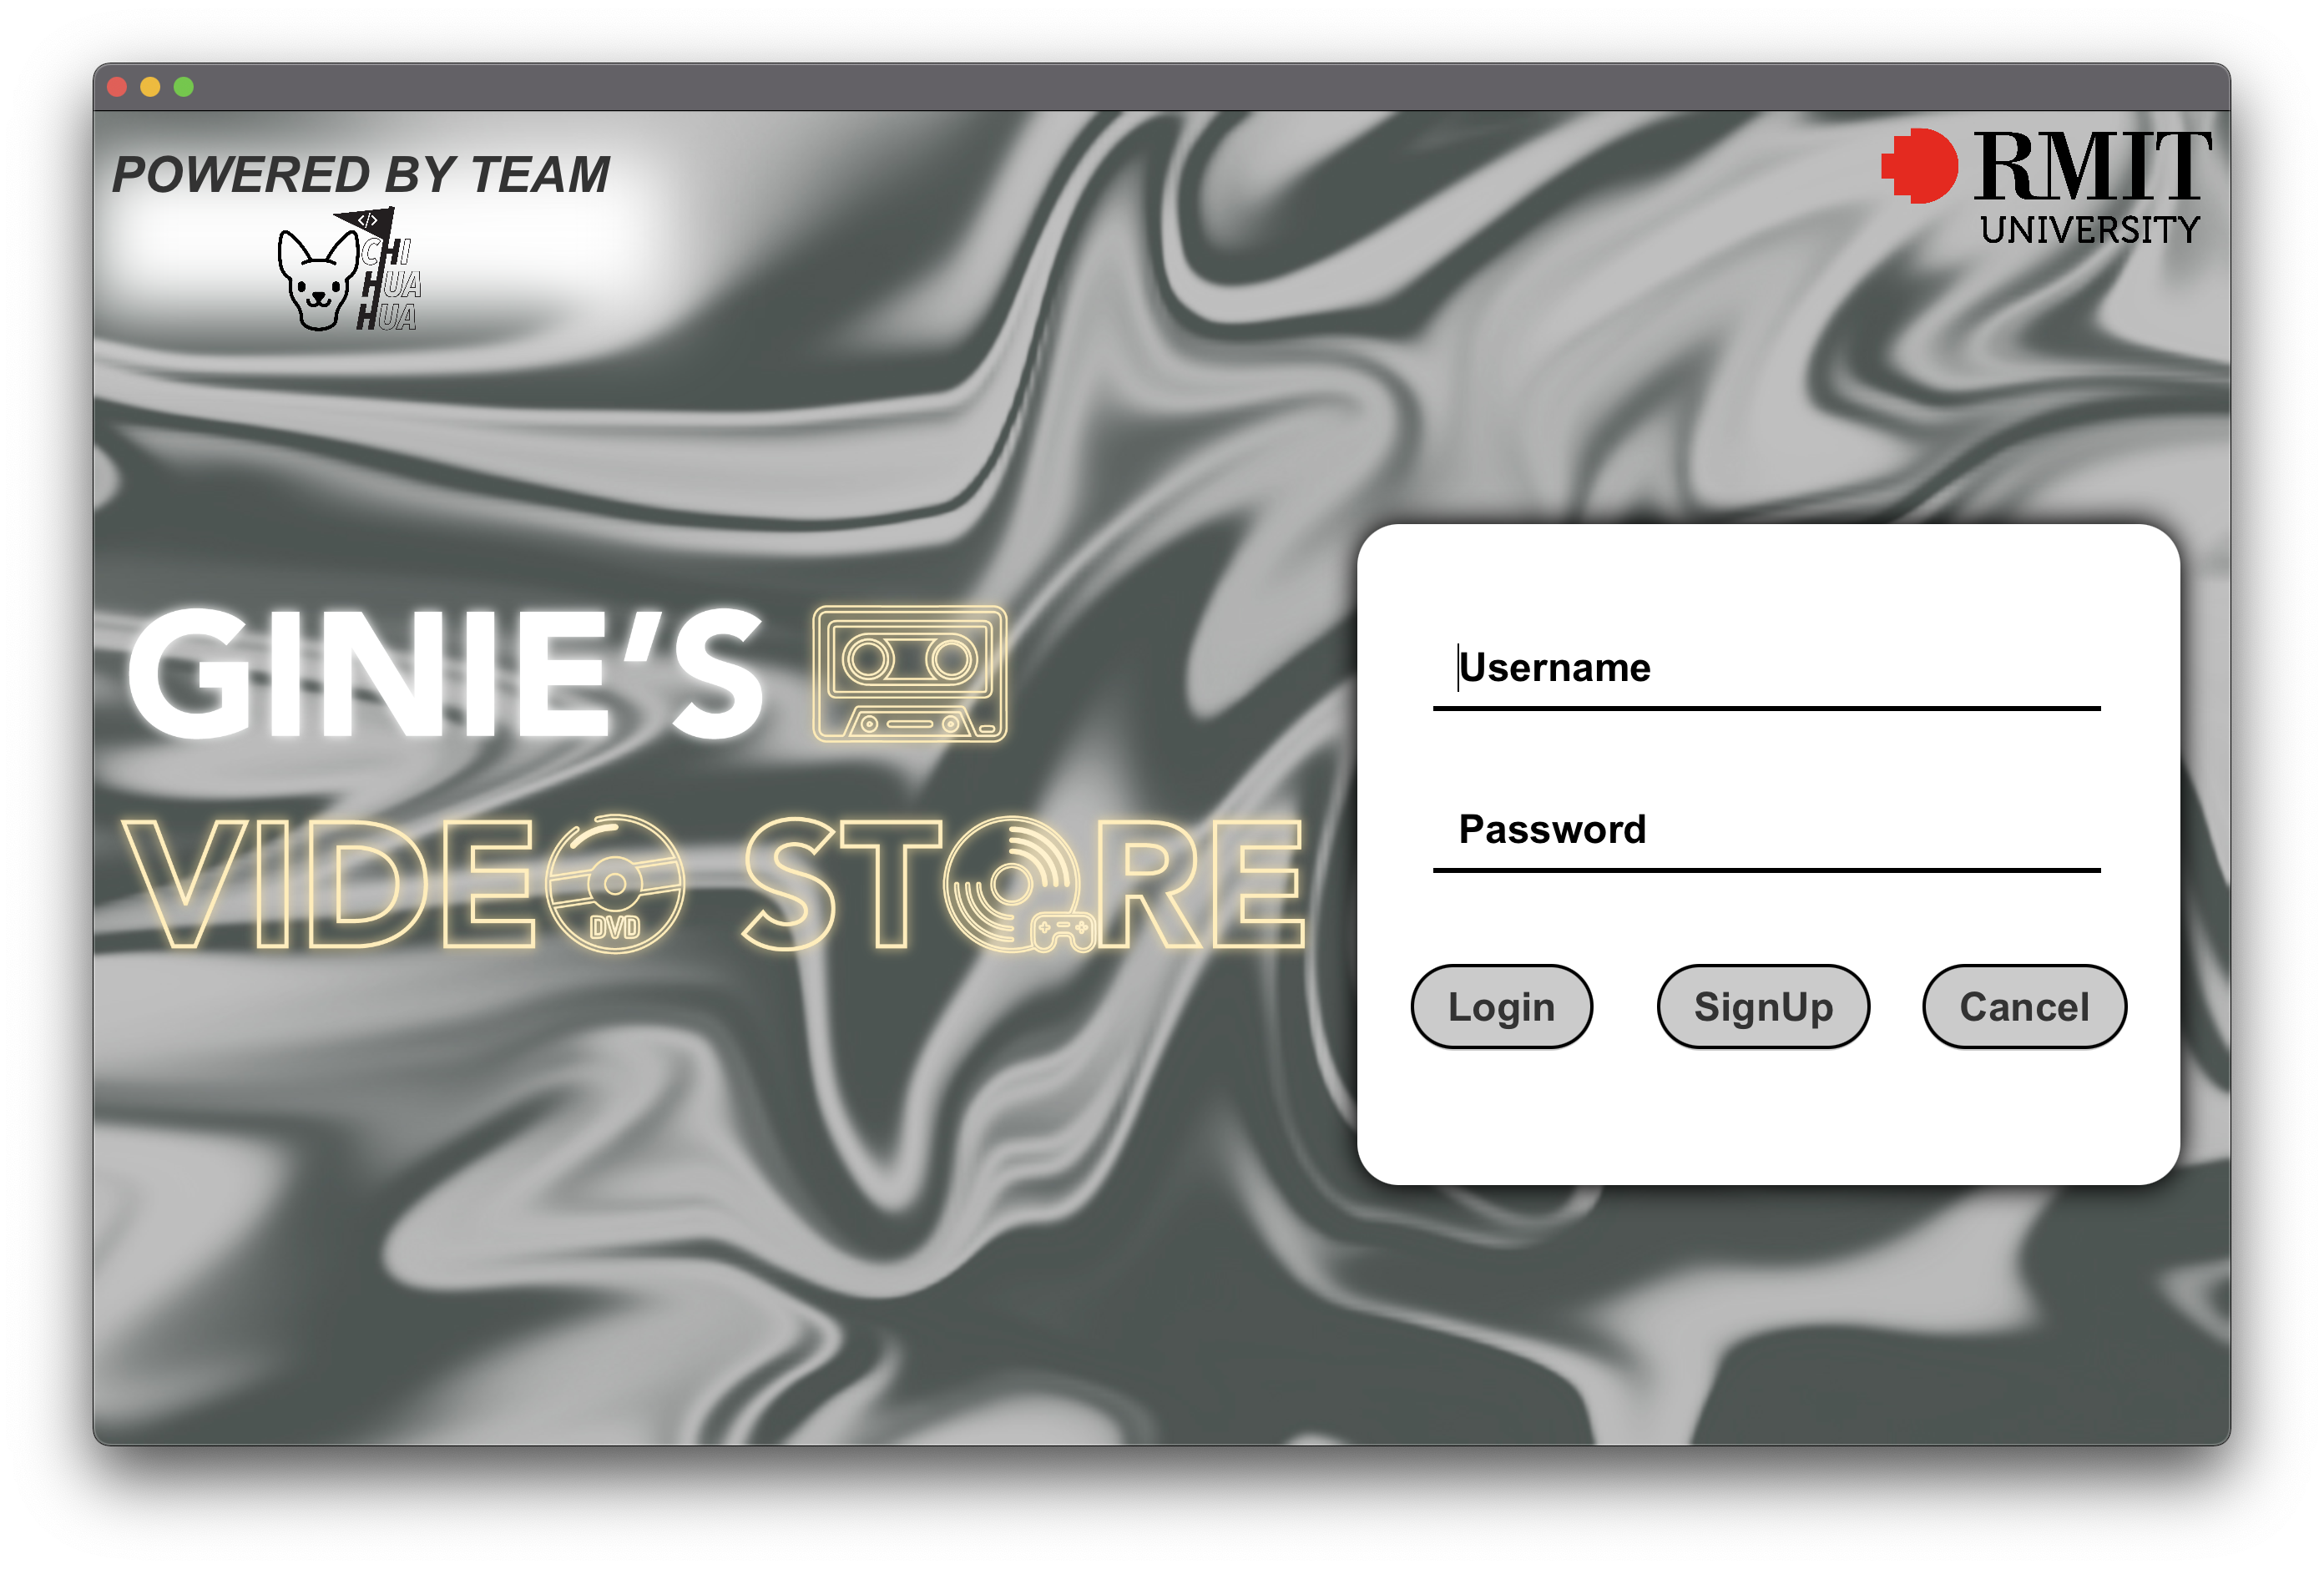 POWERED BY TEAM
</>
CHI
HUA
HUA
RMIT
UNIVERSITY
GINIE'S
VIDEO STORE
DVD
Username
Password
Login
SignUp
Cancel